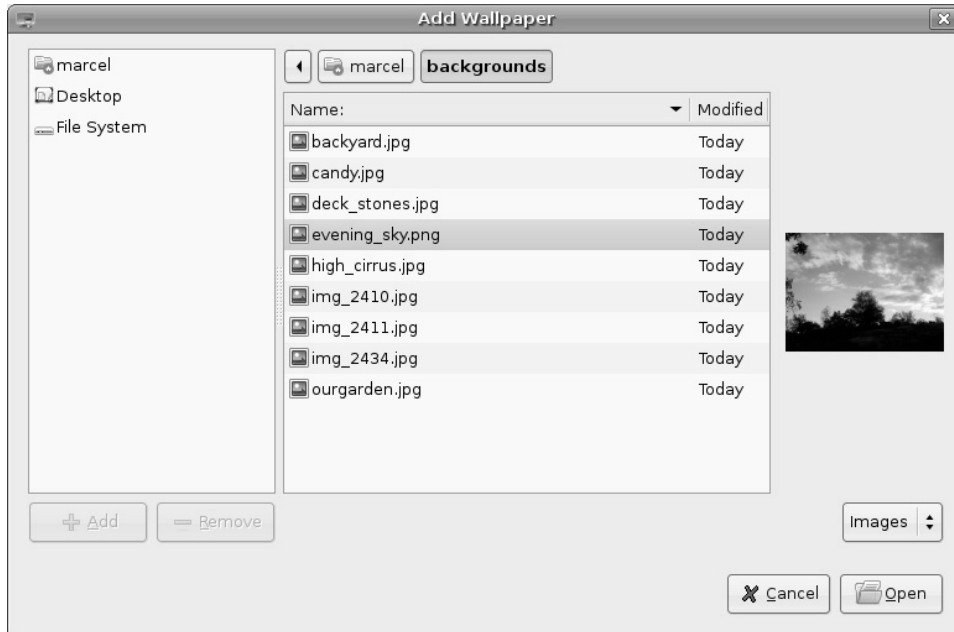 Add Wallpaper
marcel
Desktop
File System
marcel backgrounds
Name: Modified
backyard.jpg Today
candy.jpg Today
deck_stones.jpg Today
evening_sky.png Today
high_cirrus.jpg Today
img_2410.jpg Today
img_2411.jpg Today
img_2434.jpg Today
ourgarden.jpg Today
Add Remove
Images
Cancel Open